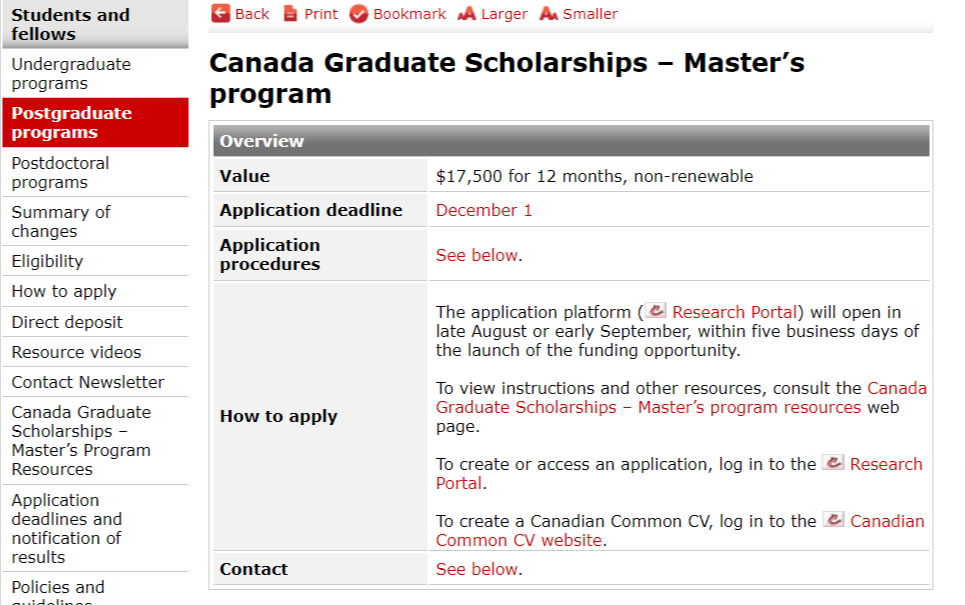 Students and
fellows
Undergraduate
programs
Postgraduate
programs
Postdoctoral
programs
Summary of
changes
Eligibility
How to apply
Direct deposit
Resource videos
Contact Newsletter
Canada Graduate
Scholarships –
Master's Program
Resources
Application
deadlines and
notification of
results
Policies and
guidelines
Back Print Bookmark Larger Smaller
Canada Graduate Scholarships – Master's
program
Overview
Value $17,500 for 12 months, non-renewable
Application deadline December 1
Application
procedures
See below.
How to apply
The application platform (Research Portal) will open in
late August or early September, within five business days of
the launch of the funding opportunity.
To view instructions and other resources, consult the Canada
Graduate Scholarships – Master's program resources web
page.
To create or access an application, log in to the Research
Portal.
To create a Canadian Common CV, log in to the Canadian
Common CV website.
Contact See below.